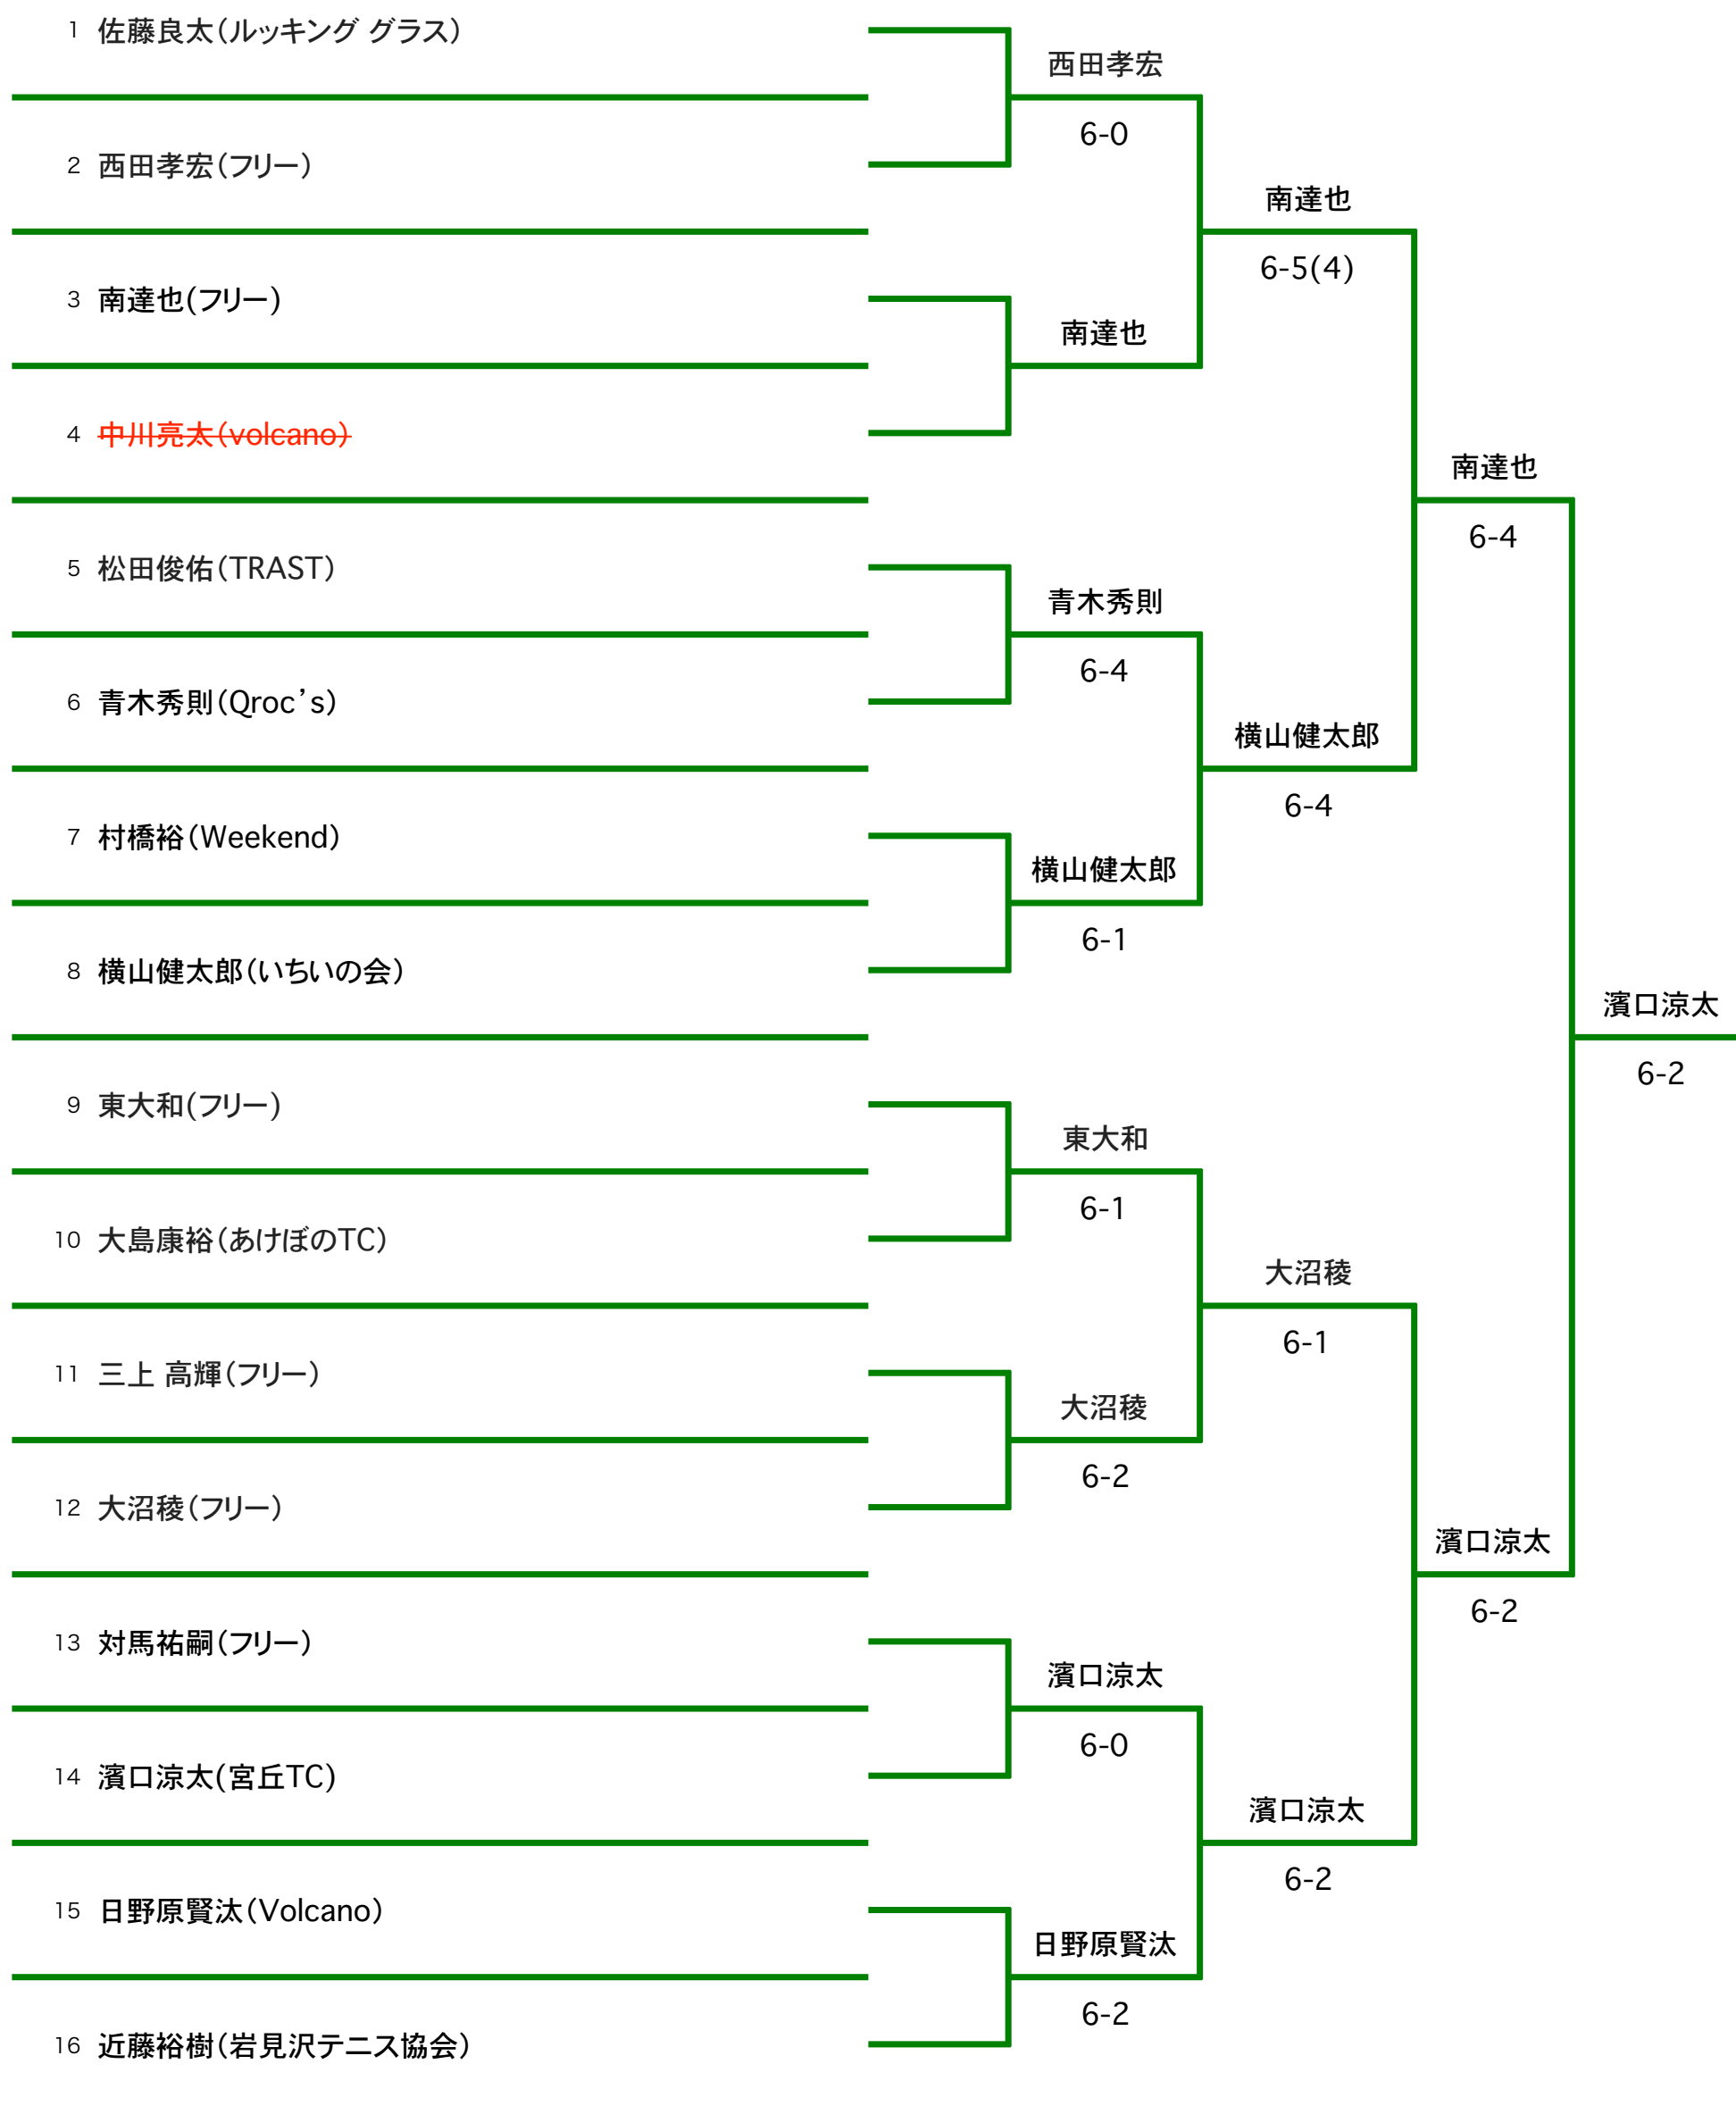 1 佐藤良太(ルッキング グラス)
西田孝宏
6-0
2 西田孝宏(フリー)
南達也
6-5(4)
3 南達也(フリー)
南達也
4 中川亮太(volcano)
南達也
6-4
5 松田俊佑(TRAST)
青木秀則
6-4
6 青木秀則(Qroc’s)
横山健太郎
6-4
7 村橋裕(Weekend)
横山健太郎
6-1
8 横山健太郎(いちいの会)
濱口涼太
6-2
9 東大和(フリー)
東大和
6-1
10 大島康裕(あけぼのTC)
大沼稜
6-1
11 三上 高輝(フリー)
大沼稜
6-2
12 大沼稜(フリー)
濱口涼太
6-2
13 対馬祐嗣(フリー)
濱口涼太
6-0
14 濱口涼太(宮丘TC)
濱口涼太
6-2
15 日野原賢汰(Volcano)
日野原賢汰
6-2
16 近藤裕樹(岩見沢テニス協会)